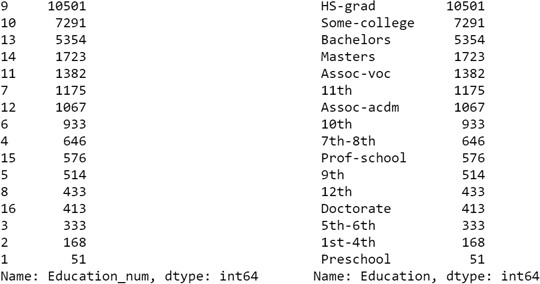 9 10501 HS-grad 10501
10 7291 Some-college 7291
13 5354 Bachelors 5354
14 1723 Masters 1723
11 1382 Assoc-voc 1382
7 1175 11th 1175
12 1067 Assoc-acdm 1067
6 933 10th 933
4 646 7th-8th 646
15 576 Prof-school 576
5 514 9th 514
8 433 12th 433
16 413 Doctorate 413
3 333 5th-6th 333
2 168 1st-4th 168
1 51 Preschool 51
Name: Education_num, dtype: int64 Name: Education, dtype: int64